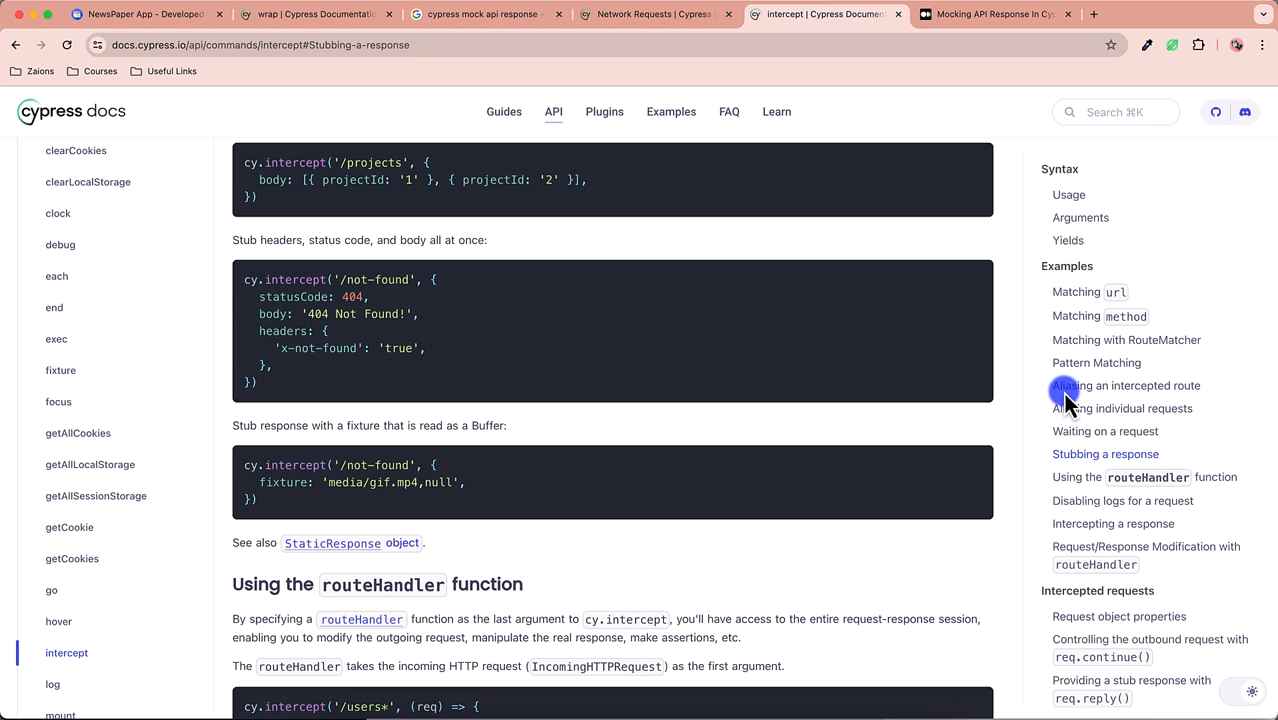 NewsPaper App - Developed
wrap | Cypress Documentatio
cypress mock api response -
Network Requests | Cypress
intercept | Cypress Document
Mocking API Response In Cyp
docs.cypress.io/api/commands/intercept#Stubbing-a-response
Zaions
Courses
Useful Links
cypress docs
Guides
API
Plugins
Examples
FAQ
Learn
Search ⌘K
clearCookies
clearLocalStorage
clock
debug
each
end
exec
fixture
focus
getAllCookies
getAllLocalStorage
getAllSessionStorage
getCookie
getCookies
go
hover
intercept
log
mount
cy.intercept('/projects', {
body: [{ projectId: '1' }, { projectId: '2' }],
})
Stub headers, status code, and body all at once:
cy.intercept('/not-found', {
statusCode: 404,
body: '404 Not Found!',
headers: {
'x-not-found': 'true',
},
})
Stub response with a fixture that is read as a Buffer:
cy.intercept('/not-found', {
fixture: 'media/gif.mp4,null',
})
See also StaticResponse object.
Using the routeHandler function
By specifying a routeHandler function as the last argument to cy.intercept, you'll have access to the entire request-response session,
enabling you to modify the outgoing request, manipulate the real response, make assertions, etc.
The routeHandler takes the incoming HTTP request (IncomingHTTPRequest) as the first argument.
cy.intercept('/users*', (req) => {
Syntax
Usage
Arguments
Yields
Examples
Matching url
Matching method
Matching with RouteMatcher
Pattern Matching
Aliasing an intercepted route
Aliasing individual requests
Waiting on a request
Stubbing a response
Using the routeHandler function
Disabling logs for a request
Intercepting a response
Request/Response Modification with
routeHandler
Intercepted requests
Request object properties
Controlling the outbound request with
req.continue()
Providing a stub response with
req.reply()